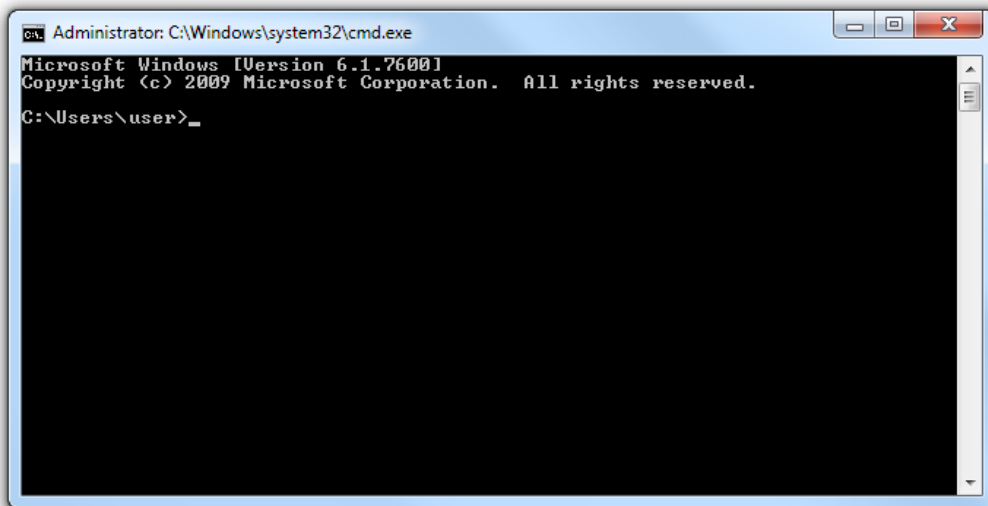 Administrator: C:\Windows\system32\cmd.exe
Microsoft Windows [Version 6.1.7600]
Copyright (c) 2009 Microsoft Corporation.  All rights reserved.
C:\Users\user>_